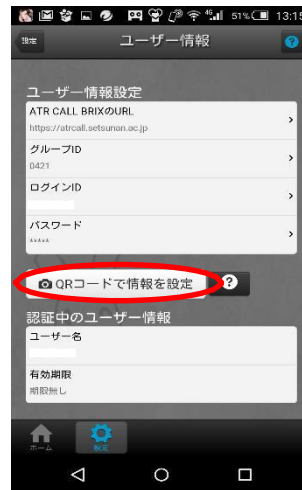 51% 13:15
設定 ユーザー情報 ?
ユーザー情報設定
ATR CALL BRIXのURL
https://atrcall.setsunan.ac.jp
グループID
0421
ログインID
パスワード
*****
QRコードで情報を設定 ?
認証中のユーザー情報
ユーザー名
有効期限
期限無し
ホーム 設定